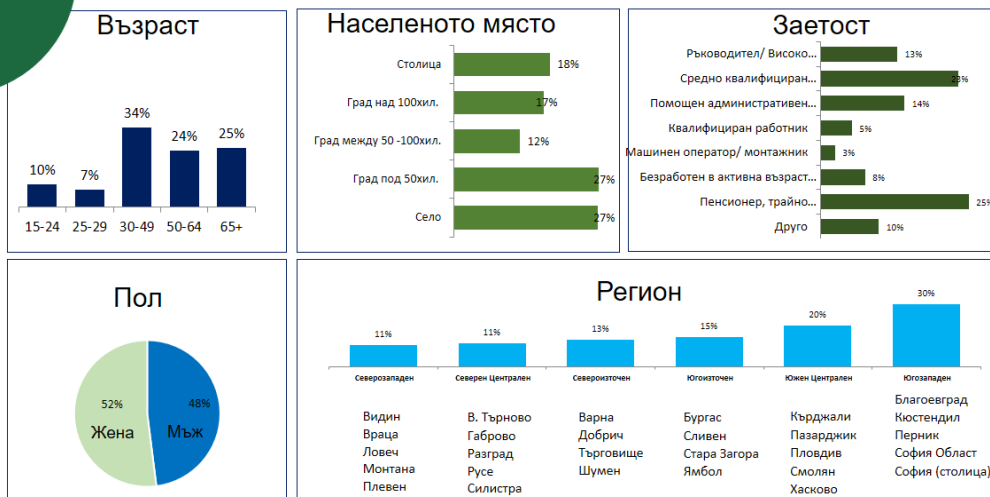 Възраст
34%
24%
25%
10%
7%
15-24 25-29 30-49 50-64 65+
Населеното място
Столица 18%
Град над 100хил. 17%
Град между 50 -100хил. 12%
Град под 50хил. 27%
Село 27%
Заетост
Ръководител/ Високо... 13%
Средно квалифициран... 23%
Помощен административен... 14%
Квалифициран работник 5%
Машинен оператор/ монтажник 3%
Безработен в активна възраст... 8%
Пенсионер, трайно... 25%
Друго 10%
Пол
52% 48%
Жена Мъж
Регион
11% 11% 13% 15% 20% 30%
Северозападен Северен Централен Североизточен Югоизточен Южен Централен Югозападен
Видин
Враца
Ловеч
Монтана
Плевен
В. Търново
Габрово
Разград
Русе
Силистра
Варна
Добрич
Търговище
Шумен
Бургас
Сливен
Стара Загора
Ямбол
Кърджали
Пазарджик
Пловдив
Смолян
Хасково
Благоевград
Кюстендил
Перник
София Област
София (столица)